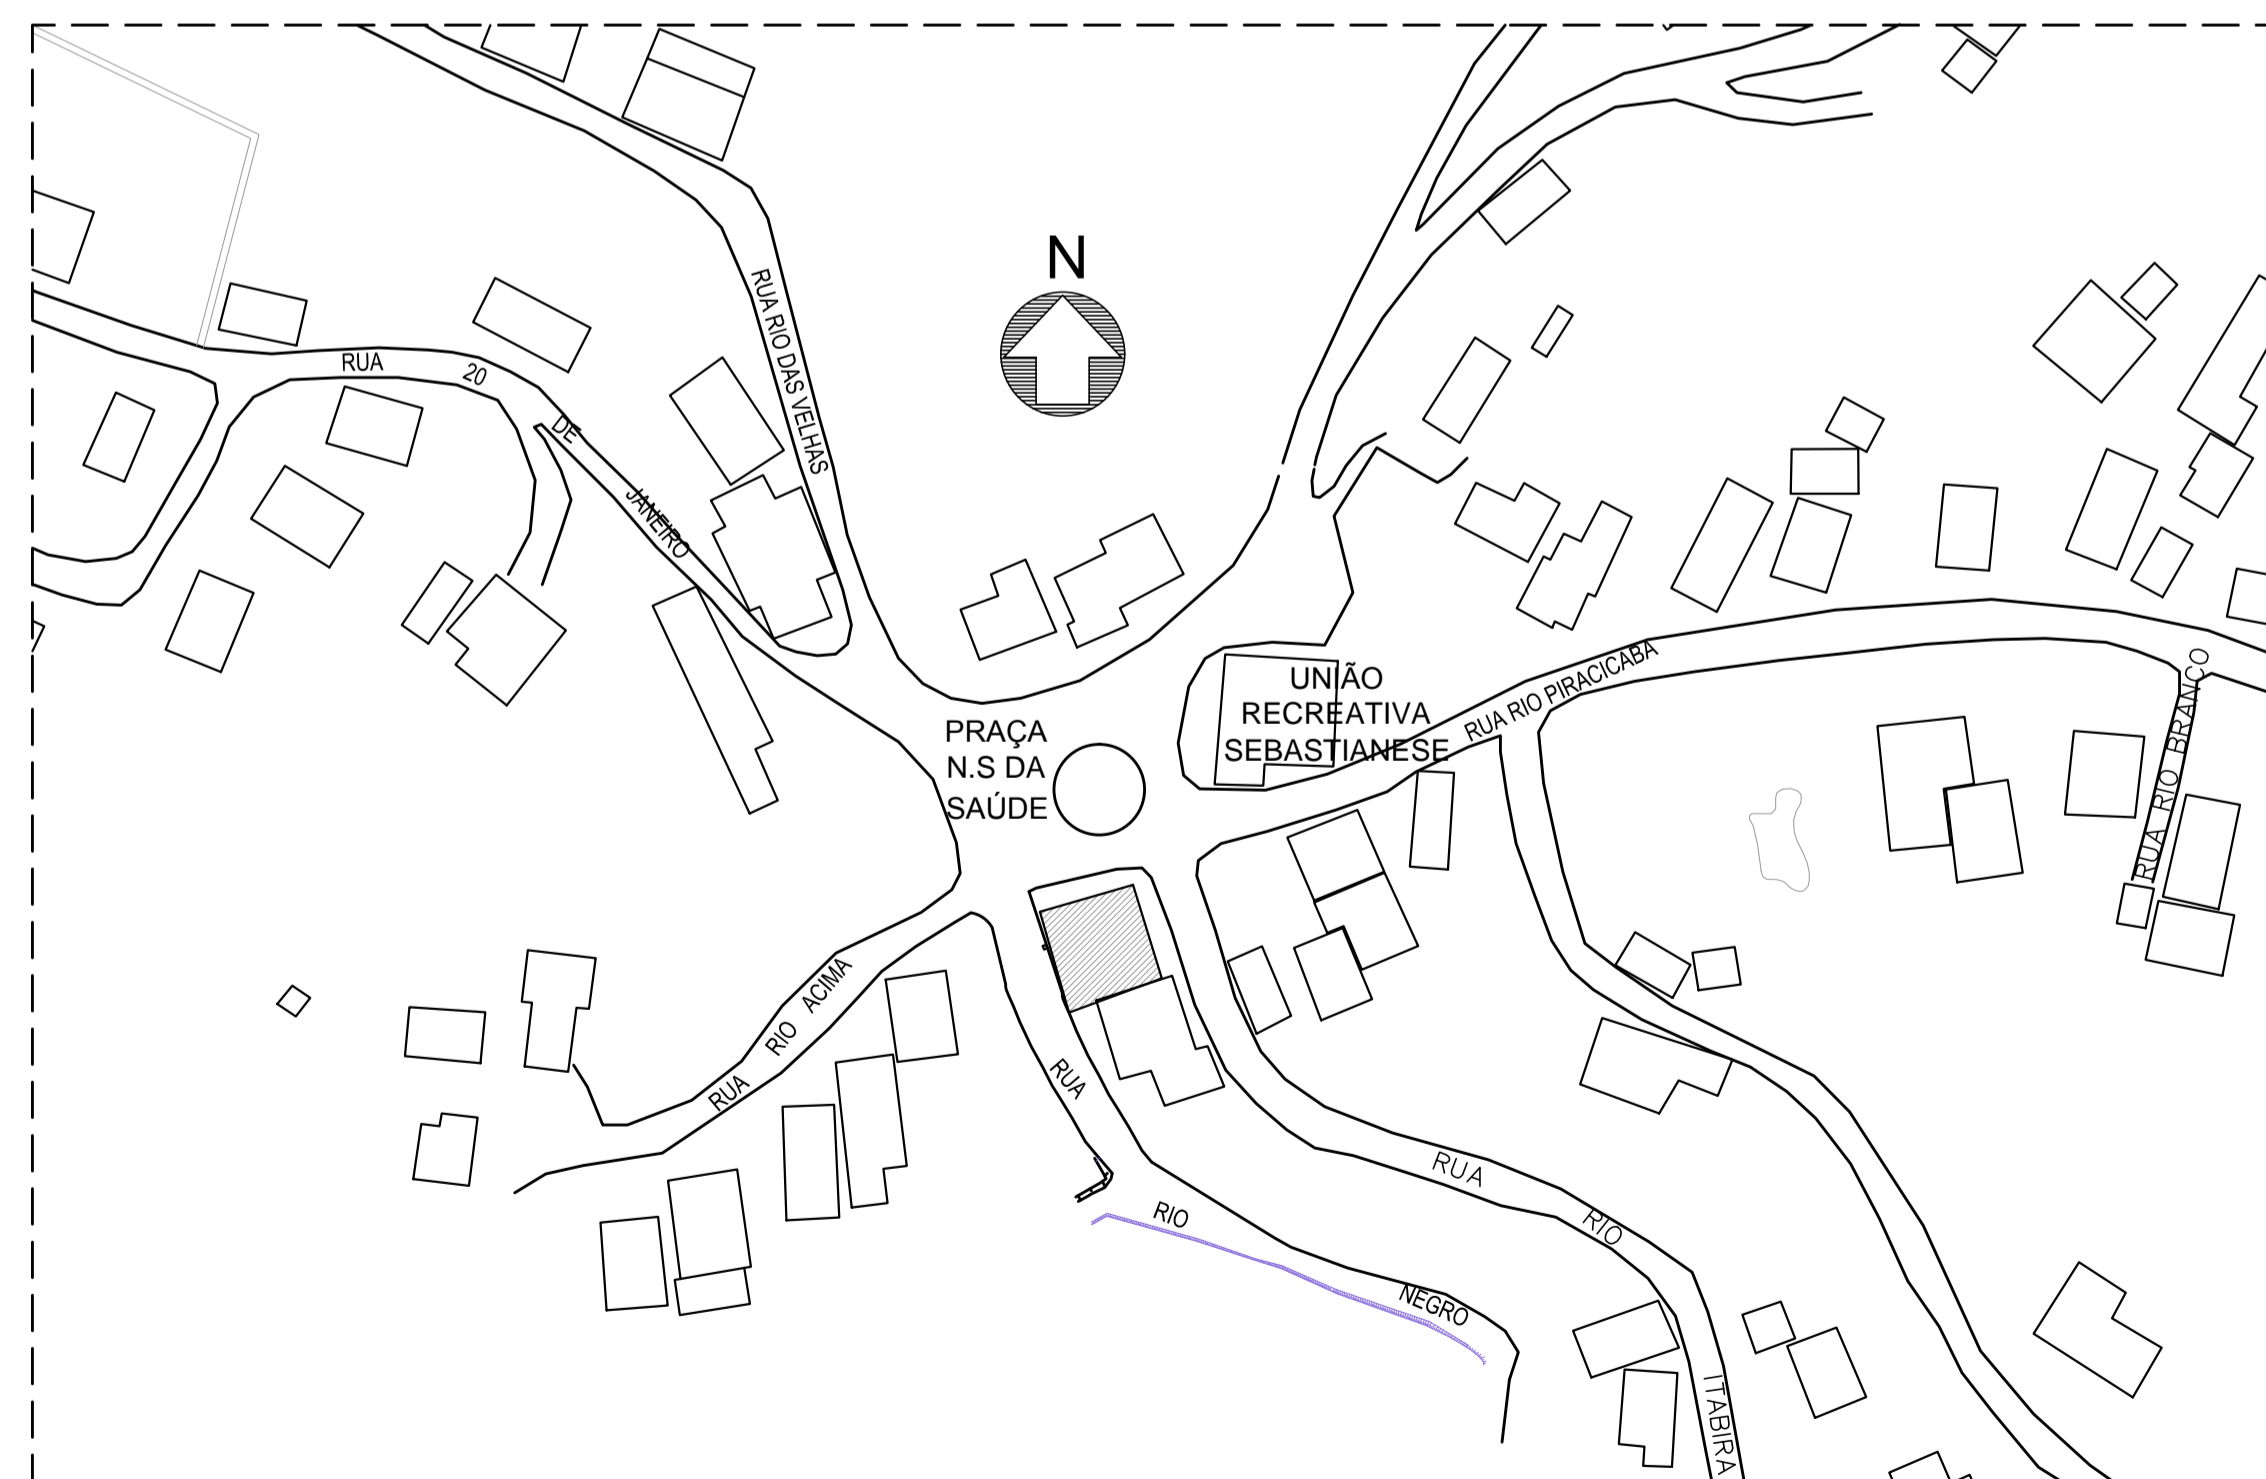 N
RUA RIO DAS VELHAS
RUA 20 DE JANEIRO
UNIÃO
RECREATIVA
SEBASTIANESE
PRAÇA
N.S DA
SAÚDE
RUA RIO PIRACICABA
RUA RIO BRANCO
RUA RIO ACIMA
RUA RIO NEGRO
RUA RIO ITABIRA